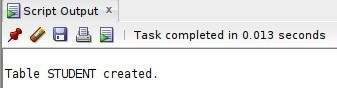 Script Output x
Task completed in 0.013 seconds
Table STUDENT created.